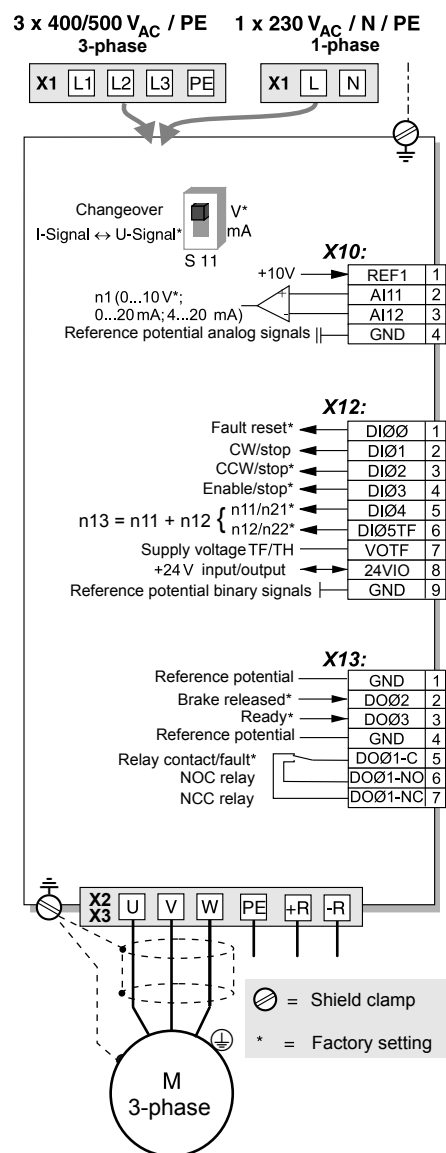 3 x 400/500 VAC / PE
3-phase
1 x 230 VAC / N / PE
1-phase
X1 L1 L2 L3 PE
X1 L N
Changeover
I-Signal ↔ U-Signal*
V*
mA
S 11
X10:
+10V REF1 1
n1 (0...10 V*;
0...20 mA; 4...20 mA)
+ AI11 2
- AI12 3
Reference potential analog signals GND 4
X12:
Fault reset* DIØØ 1
CW/stop DIØ1 2
CCW/stop* DIØ2 3
Enable/stop* DIØ3 4
n13 = n11 + n12 {
n11/n21* DIØ4 5
n12/n22* DIØ5TF 6
Supply voltage TF/TH VOTF 7
+24 V input/output 24VIO 8
Reference potential binary signals GND 9
X13:
Reference potential GND 1
Brake released* DOØ2 2
Ready* DOØ3 3
Reference potential GND 4
Relay contact/fault* DOØ1-C 5
NOC relay DOØ1-NO 6
NCC relay DOØ1-NC 7
X2
X3
U V W PE +R -R
M
3-phase
= Shield clamp
* = Factory setting